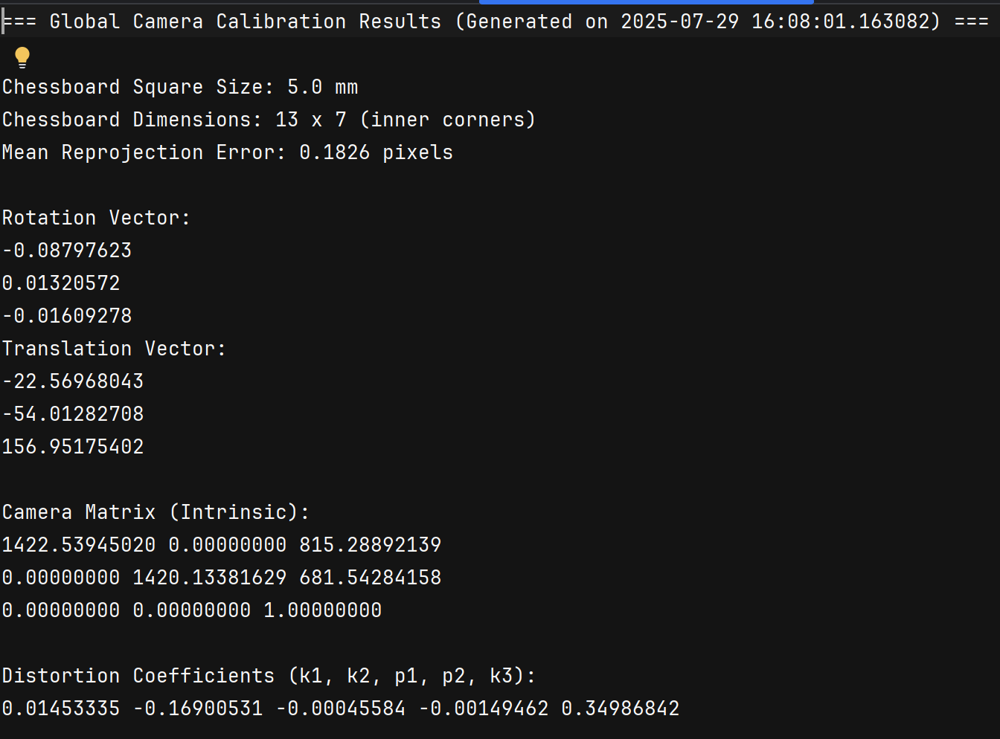 === Global Camera Calibration Results (Generated on 2025-07-29 16:08:01.163082) ===
Chessboard Square Size: 5.0 mm
Chessboard Dimensions: 13 x 7 (inner corners)
Mean Reprojection Error: 0.1826 pixels
Rotation Vector:
-0.08797623
0.01320572
-0.01609278
Translation Vector:
-22.56968043
-54.01282708
156.95175402
Camera Matrix (Intrinsic):
1422.53945020 0.00000000 815.28892139
0.00000000 1420.13381629 681.54284158
0.00000000 0.00000000 1.00000000
Distortion Coefficients (k1, k2, p1, p2, k3):
0.01453335 -0.16900531 -0.00045584 -0.00149462 0.34986842